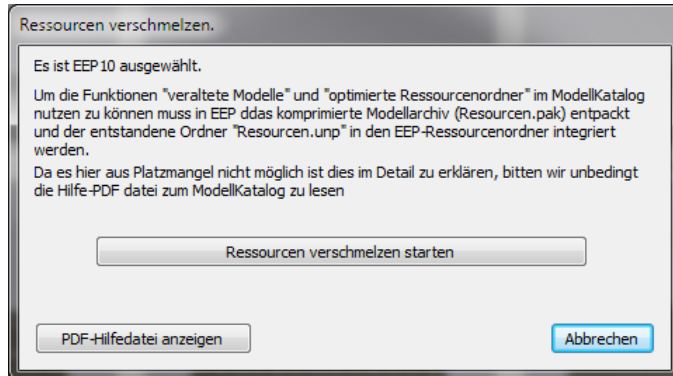 Ressourcen verschmelzen.
Es ist EEP10 ausgewählt.
Um die Funktionen "veraltete Modelle" und "optimierte Ressourcenordner" im ModellKatalog
nutzen zu können muss in EEP ddas komprimierte Modellarchiv (Resourcen.pak) entpackt
und der entstandene Ordner "Resourcen.unp" in den EEP-Ressourcenordner integriert
werden.
Da es hier aus Platzmangel nicht möglich ist dies im Detail zu erklären, bitten wir unbedingt
die Hilfe-PDF datei zum ModellKatalog zu lesen
Ressourcen verschmelzen starten
PDF-Hilfedatei anzeigen
Abbrechen